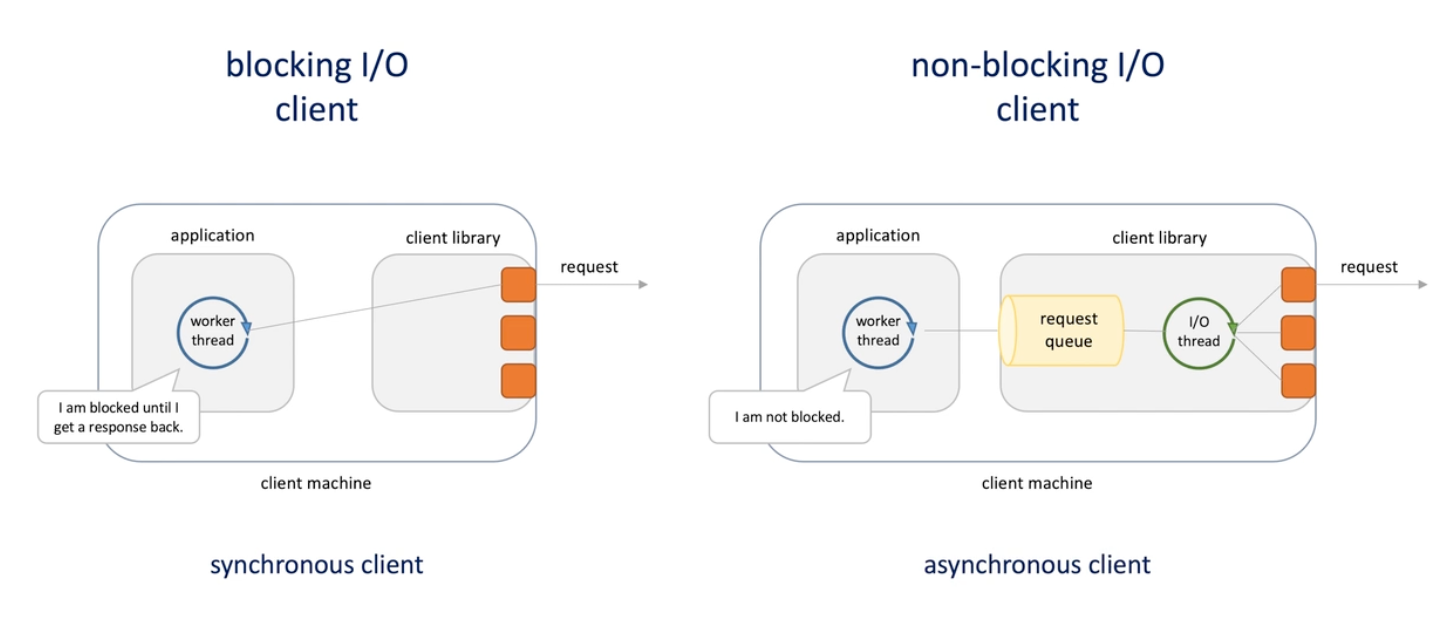 blocking I/O
client
application
client library
request
worker
thread
I am blocked until I
get a response back.
client machine
synchronous client
non-blocking I/O
client
application
client library
request
worker
thread
request
queue
I/O
thread
I am not blocked.
client machine
asynchronous client